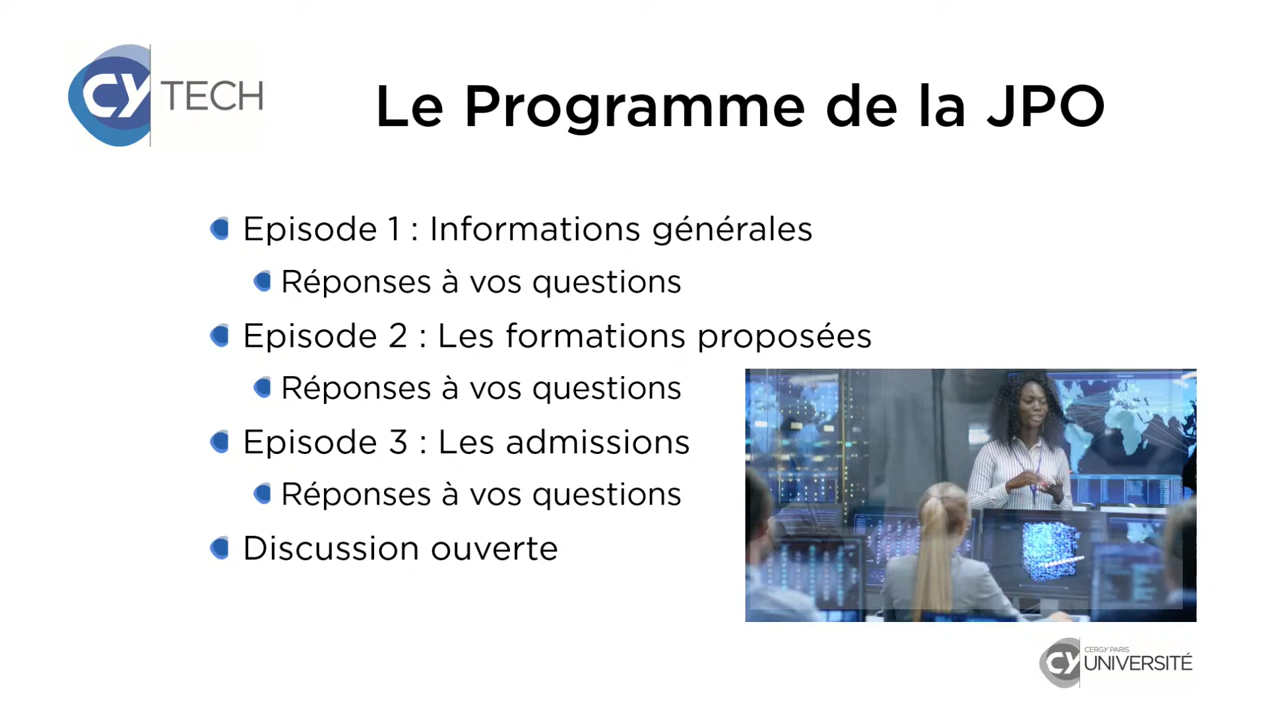 CY TECH
Le Programme de la JPO
Episode 1 : Informations générales
Réponses à vos questions
Episode 2 : Les formations proposées
Réponses à vos questions
Episode 3 : Les admissions
Réponses à vos questions
Discussion ouverte
CY CERGY PARIS
UNIVERSITÉ